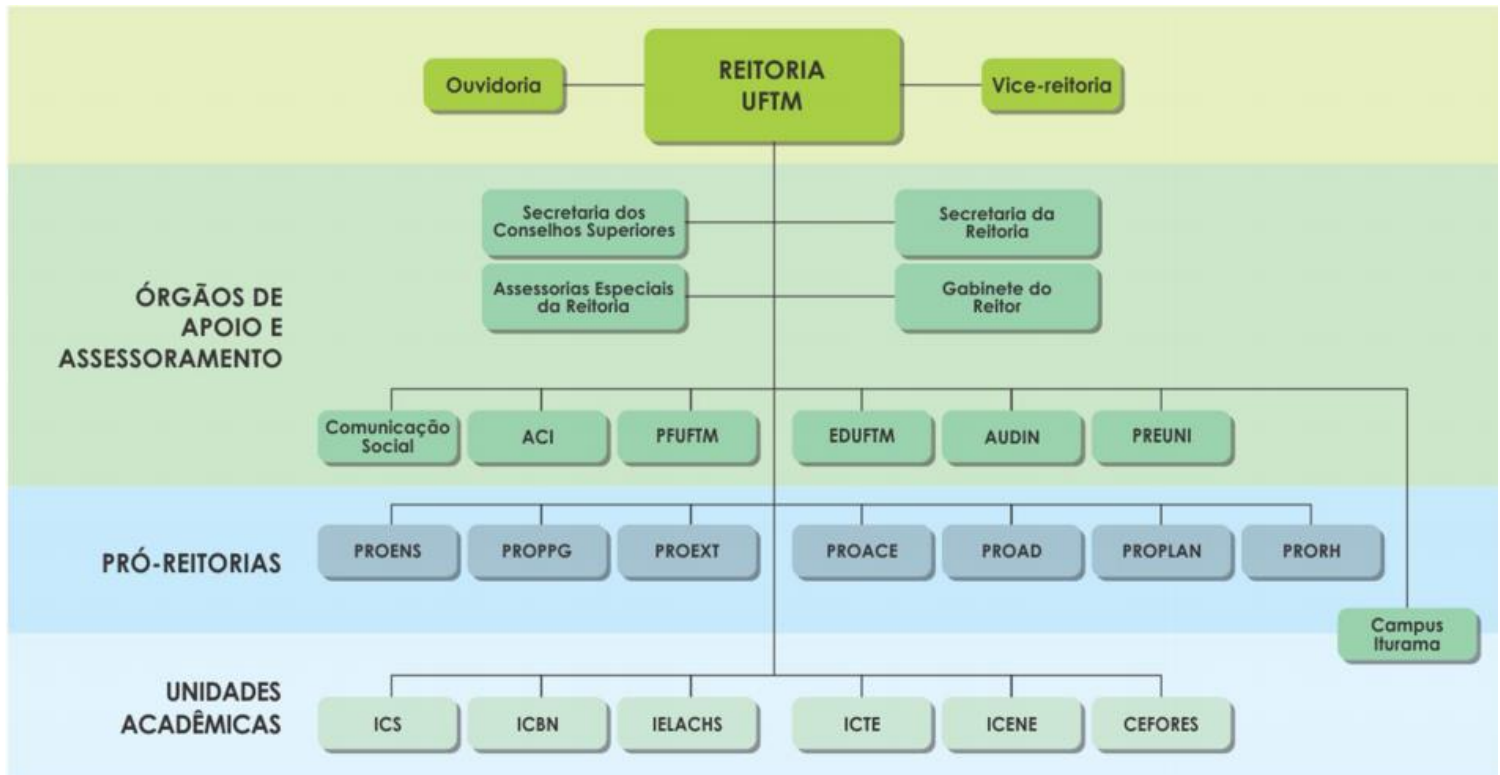 Ouvidoria
REITORIA
UFTM
Vice-reitoria
Secretaria dos
Conselhos Superiores
Secretaria da
Reitoria
ÓRGÃOS DE
APOIO E
ASSESSORAMENTO
Assessorias Especiais
da Reitoria
Gabinete do
Reitor
Comunicação
Social
ACI
PFUFTM
EDUFTM
AUDIN
PREUNI
PRÓ-REITORIAS
PROENS
PROPPG
PROEXT
PROACE
PROAD
PROPLAN
PRORH
Campus
Iturama
UNIDADES
ACADÊMICAS
ICS
ICBN
IELACHS
ICTE
ICENE
CEFORES